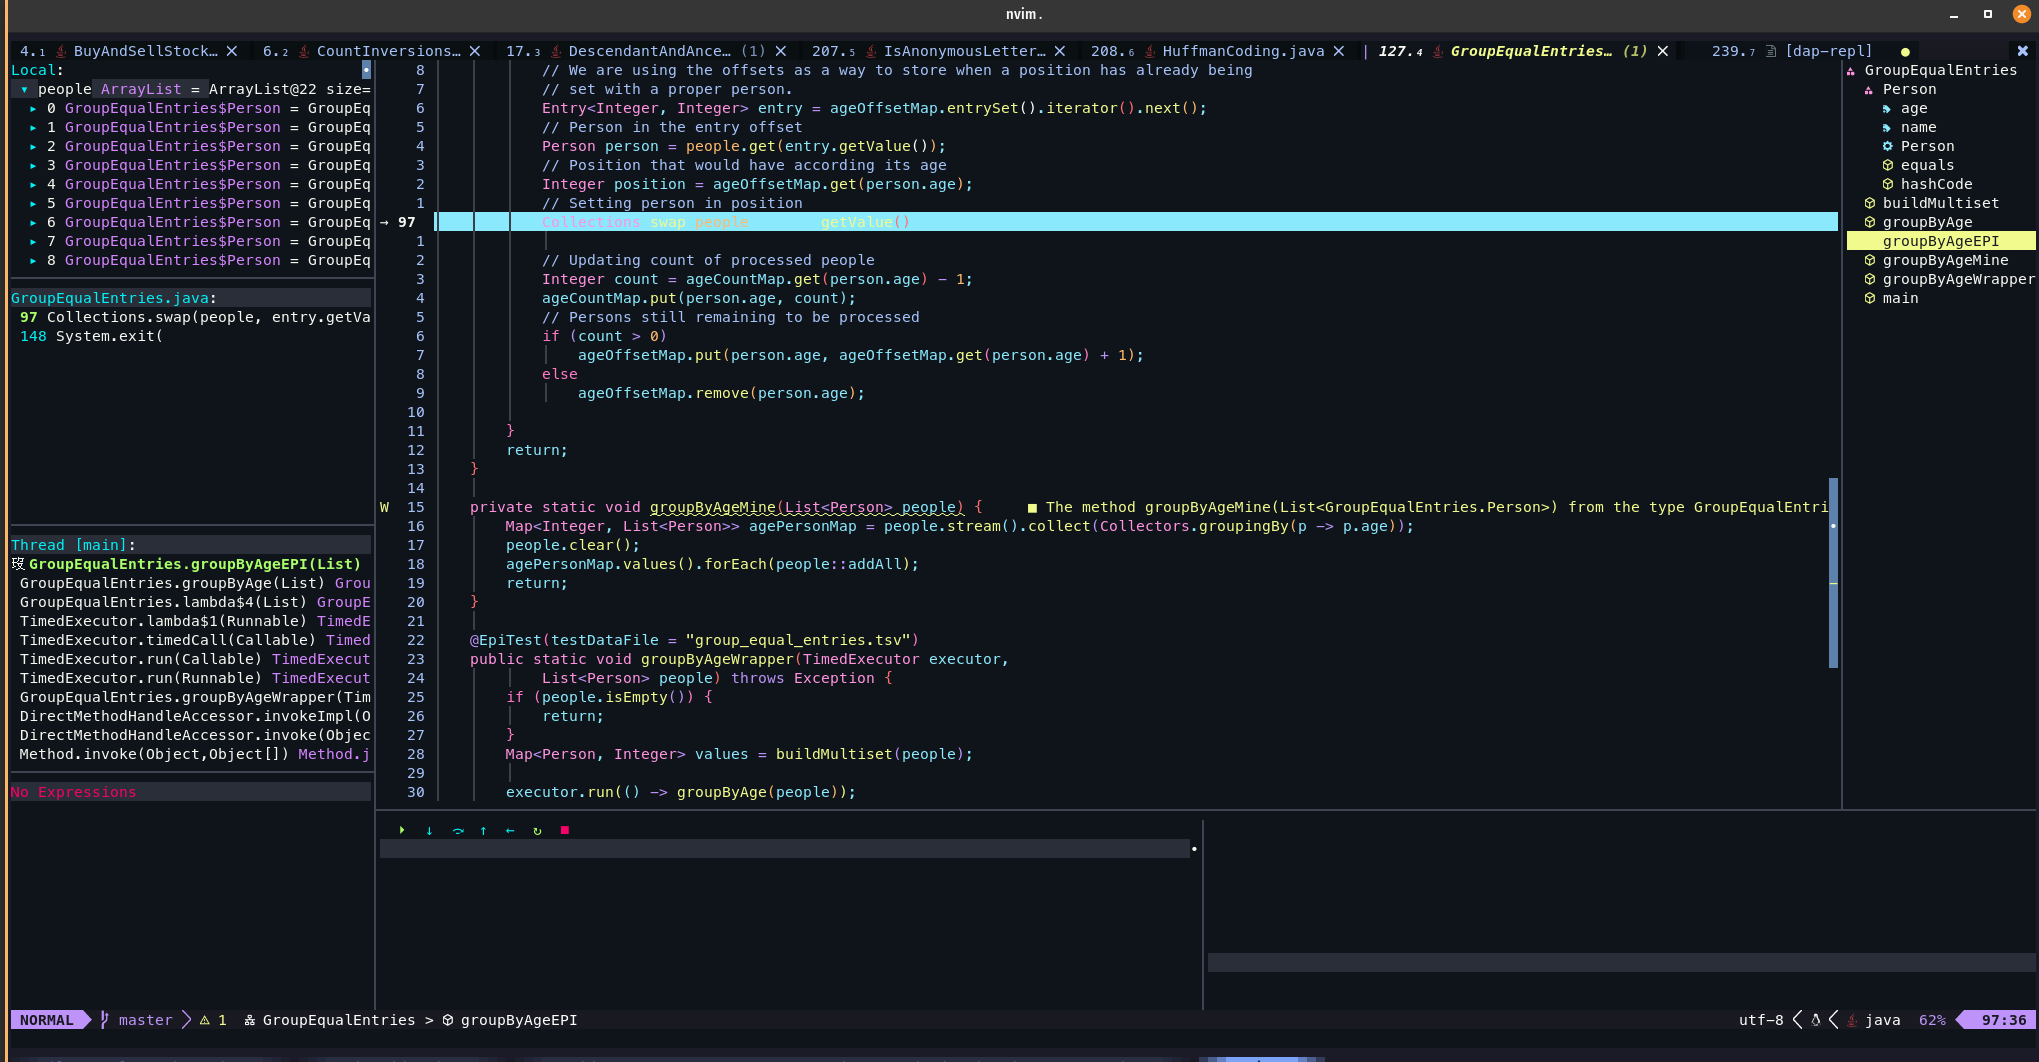 nvim .
4.₁ BuyAndSellStock… ✕ 6.₂ CountInversions… ✕ 17.₃ DescendantAndAnce… (1) ✕ 207.₅ IsAnonymousLetter… ✕ 208.₆ HuffmanCoding.java ✕ | 127.₄ GroupEqualEntries… (1) ✕ 239.₇ [dap-repl] ●
Local:
▾ people ArrayList = ArrayList@22 size=
▸ 0 GroupEqualEntries$Person = GroupEq
▸ 1 GroupEqualEntries$Person = GroupEq
▸ 2 GroupEqualEntries$Person = GroupEq
▸ 3 GroupEqualEntries$Person = GroupEq
▸ 4 GroupEqualEntries$Person = GroupEq
▸ 5 GroupEqualEntries$Person = GroupEq
▸ 6 GroupEqualEntries$Person = GroupEq
▸ 7 GroupEqualEntries$Person = GroupEq
▸ 8 GroupEqualEntries$Person = GroupEq
GroupEqualEntries.java:
97 Collections.swap(people, entry.getVa
148 System.exit(
Thread [main]:
GroupEqualEntries.groupByAgeEPI(List)
GroupEqualEntries.groupByAge(List) Grou
GroupEqualEntries.lambda$4(List) GroupE
TimedExecutor.lambda$1(Runnable) TimedE
TimedExecutor.timedCall(Callable) Timed
TimedExecutor.run(Callable) TimedExecut
TimedExecutor.run(Runnable) TimedExecut
GroupEqualEntries.groupByAgeWrapper(Tim
DirectMethodHandleAccessor.invokeImpl(O
DirectMethodHandleAccessor.invoke(Objec
Method.invoke(Object,Object[]) Method.j
No Expressions
8 // We are using the offsets as a way to store when a position has already being
7 // set with a proper person.
6 Entry<Integer, Integer> entry = ageOffsetMap.entrySet().iterator().next();
5 // Person in the entry offset
4 Person person = people.get(entry.getValue());
3 // Position that would have according its age
2 Integer position = ageOffsetMap.get(person.age);
1 // Setting person in position
→ 97 Collections swap people getValue()
1
2 // Updating count of processed people
3 Integer count = ageCountMap.get(person.age) - 1;
4 ageCountMap.put(person.age, count);
5 // Persons still remaining to be processed
6 if (count > 0)
7 ageOffsetMap.put(person.age, ageOffsetMap.get(person.age) + 1);
8 else
9 ageOffsetMap.remove(person.age);
10
11 }
12 return;
13 }
14
W 15 private static void groupByAgeMine(List<Person> people) { ■ The method groupByAgeMine(List<GroupEqualEntries.Person>) from the type GroupEqualEntri
16 Map<Integer, List<Person>> agePersonMap = people.stream().collect(Collectors.groupingBy(p -> p.age));
17 people.clear();
18 agePersonMap.values().forEach(people::addAll);
19 return;
20 }
21
22 @EpiTest(testDataFile = "group_equal_entries.tsv")
23 public static void groupByAgeWrapper(TimedExecutor executor,
24 List<Person> people) throws Exception {
25 if (people.isEmpty()) {
26 return;
27 }
28 Map<Person, Integer> values = buildMultiset(people);
29
30 executor.run(() -> groupByAge(people));
GroupEqualEntries
Person
age
name
Person
equals
hashCode
buildMultiset
groupByAge
groupByAgeEPI
groupByAgeMine
groupByAgeWrapper
main
NORMAL master ⚠ 1 GroupEqualEntries > groupByAgeEPI utf-8 java 62% 97:36